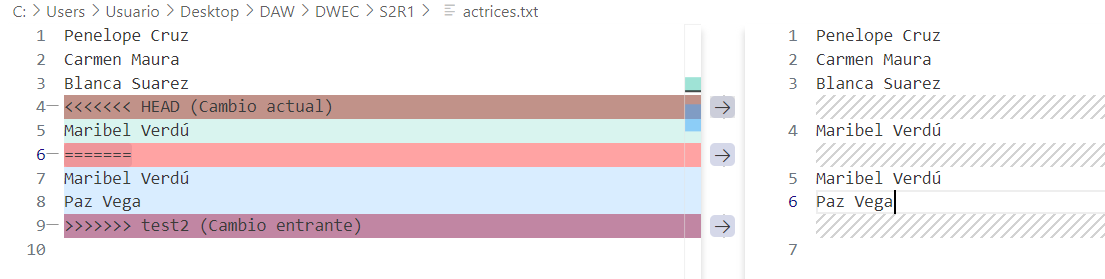 C: > Users > Usuario > Desktop > DAW > DWEC > S2R1 > actrices.txt
1 Penelope Cruz
2 Carmen Maura
3 Blanca Suarez
4 <<<<<<< HEAD (Cambio actual)
5 Maribel Verdú
6 =======
7 Maribel Verdú
8 Paz Vega
9 >>>>>>> test2 (Cambio entrante)
10
1 Penelope Cruz
2 Carmen Maura
3 Blanca Suarez
4 Maribel Verdú
5 Maribel Verdú
6 Paz Vega
7